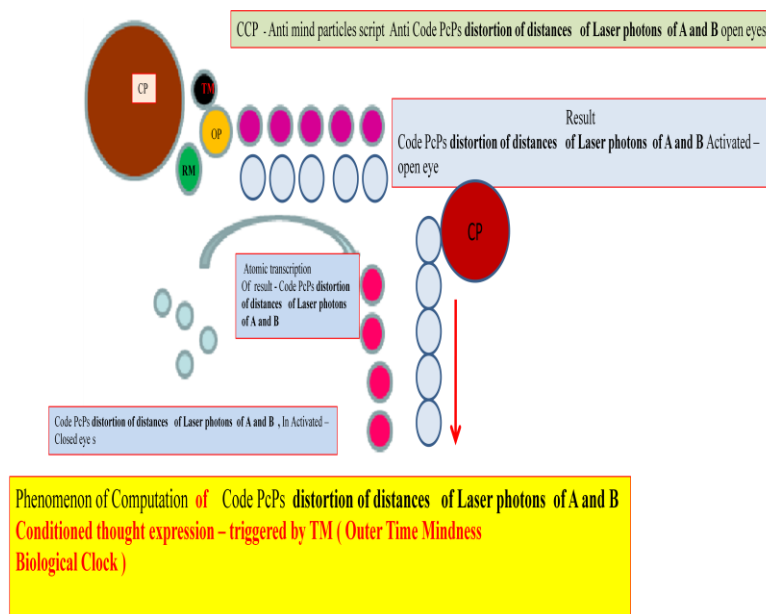 CCP - Anti mind particles script Anti Code PcPs distortion of distances of Laser photons of A and B open eyes
CP
TM
OP
RM
Result
Code PcPs distortion of distances of Laser photons of A and B Activated –
open eye
CP
Atomic transcription
Of result - Code PcPs distortion
of distances of Laser photons
of A and B
Code PcPs distortion of distances of Laser photons of A and B , In Activated –
Closed eye s
Phenomenon of Computation of Code PcPs distortion of distances of Laser photons of A and B
Conditioned thought expression – triggered by TM ( Outer Time Mindness
Biological Clock )